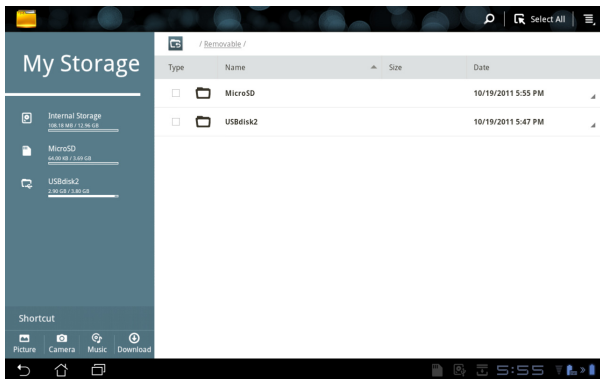 Select All
My Storage
/ Removable /
Type Name Size Date
Internal Storage
108.18 MB / 12.96 GB
MicroSD
64.00 KB / 3.69 GB
USBdisk2
2.90 GB / 3.80 GB
MicroSD 10/19/2011 5:55 PM
USBdisk2 10/19/2011 5:47 PM
Shortcut
Picture Camera Music Download
5:55